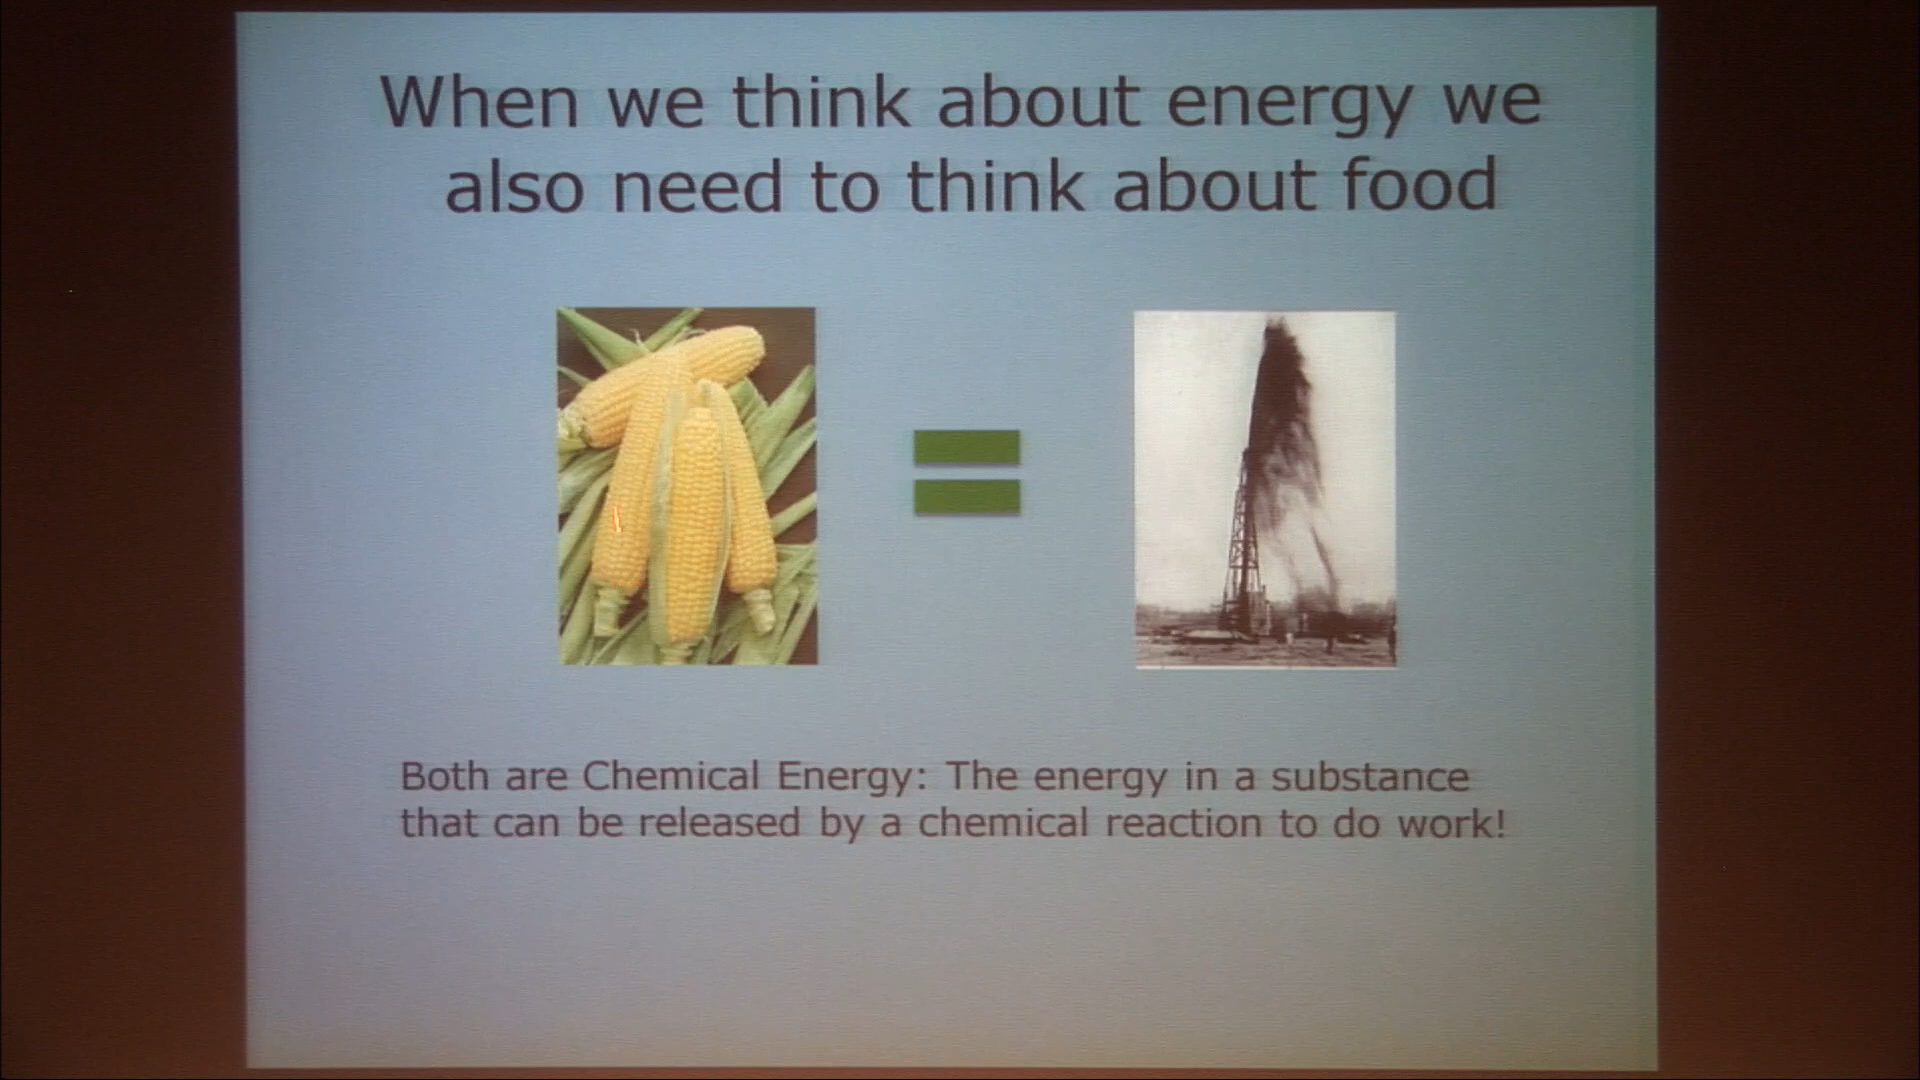 When we think about energy we
also need to think about food
Both are Chemical Energy: The energy in a substance
that can be released by a chemical reaction to do work!